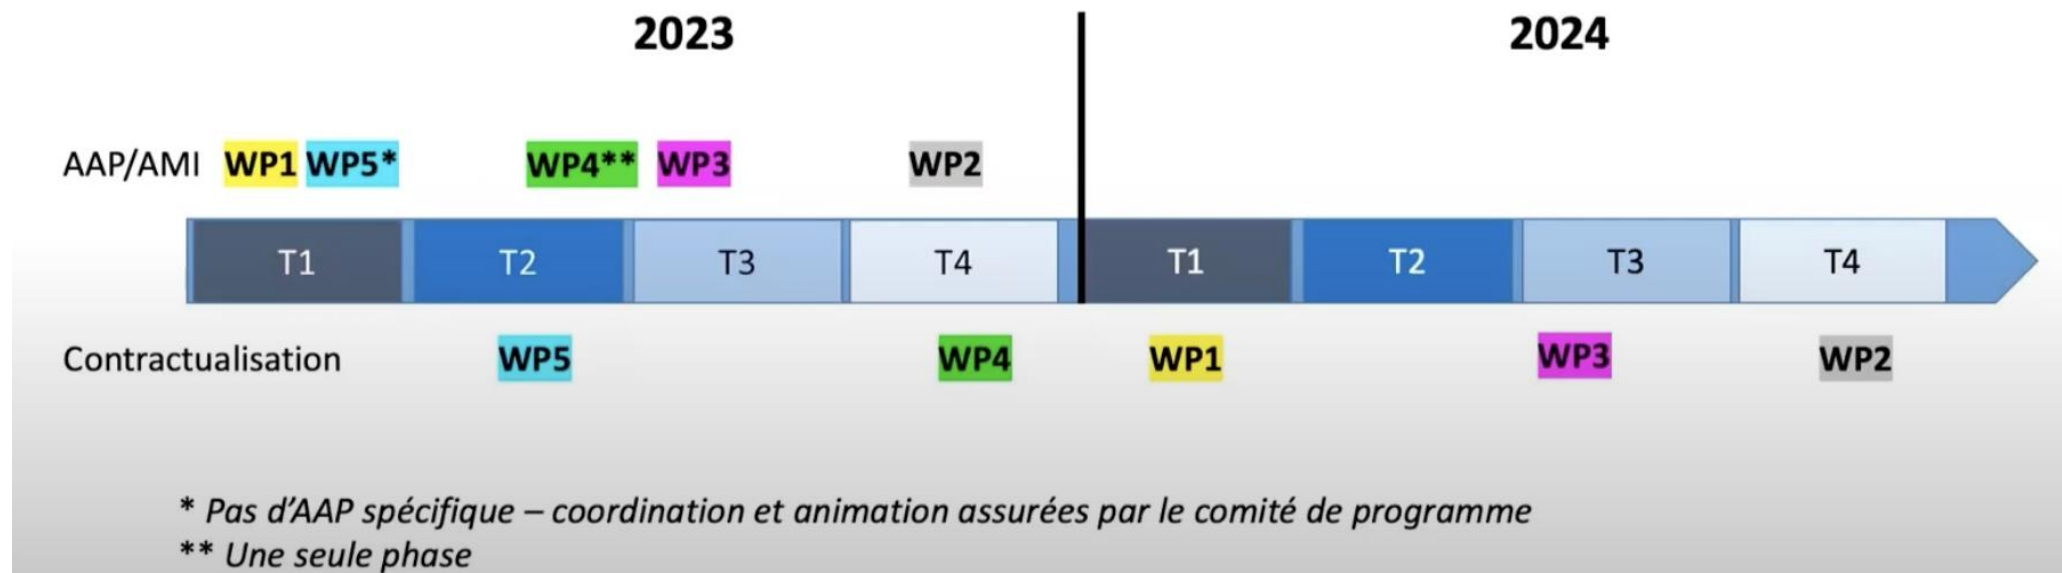 2023 2024
AAP/AMI WP1 WP5* WP4** WP3 WP2
T1 T2 T3 T4 T1 T2 T3 T4
Contractualisation WP5 WP4 WP1 WP3 WP2
* Pas d’AAP spécifique – coordination et animation assurées par le comité de programme
** Une seule phase